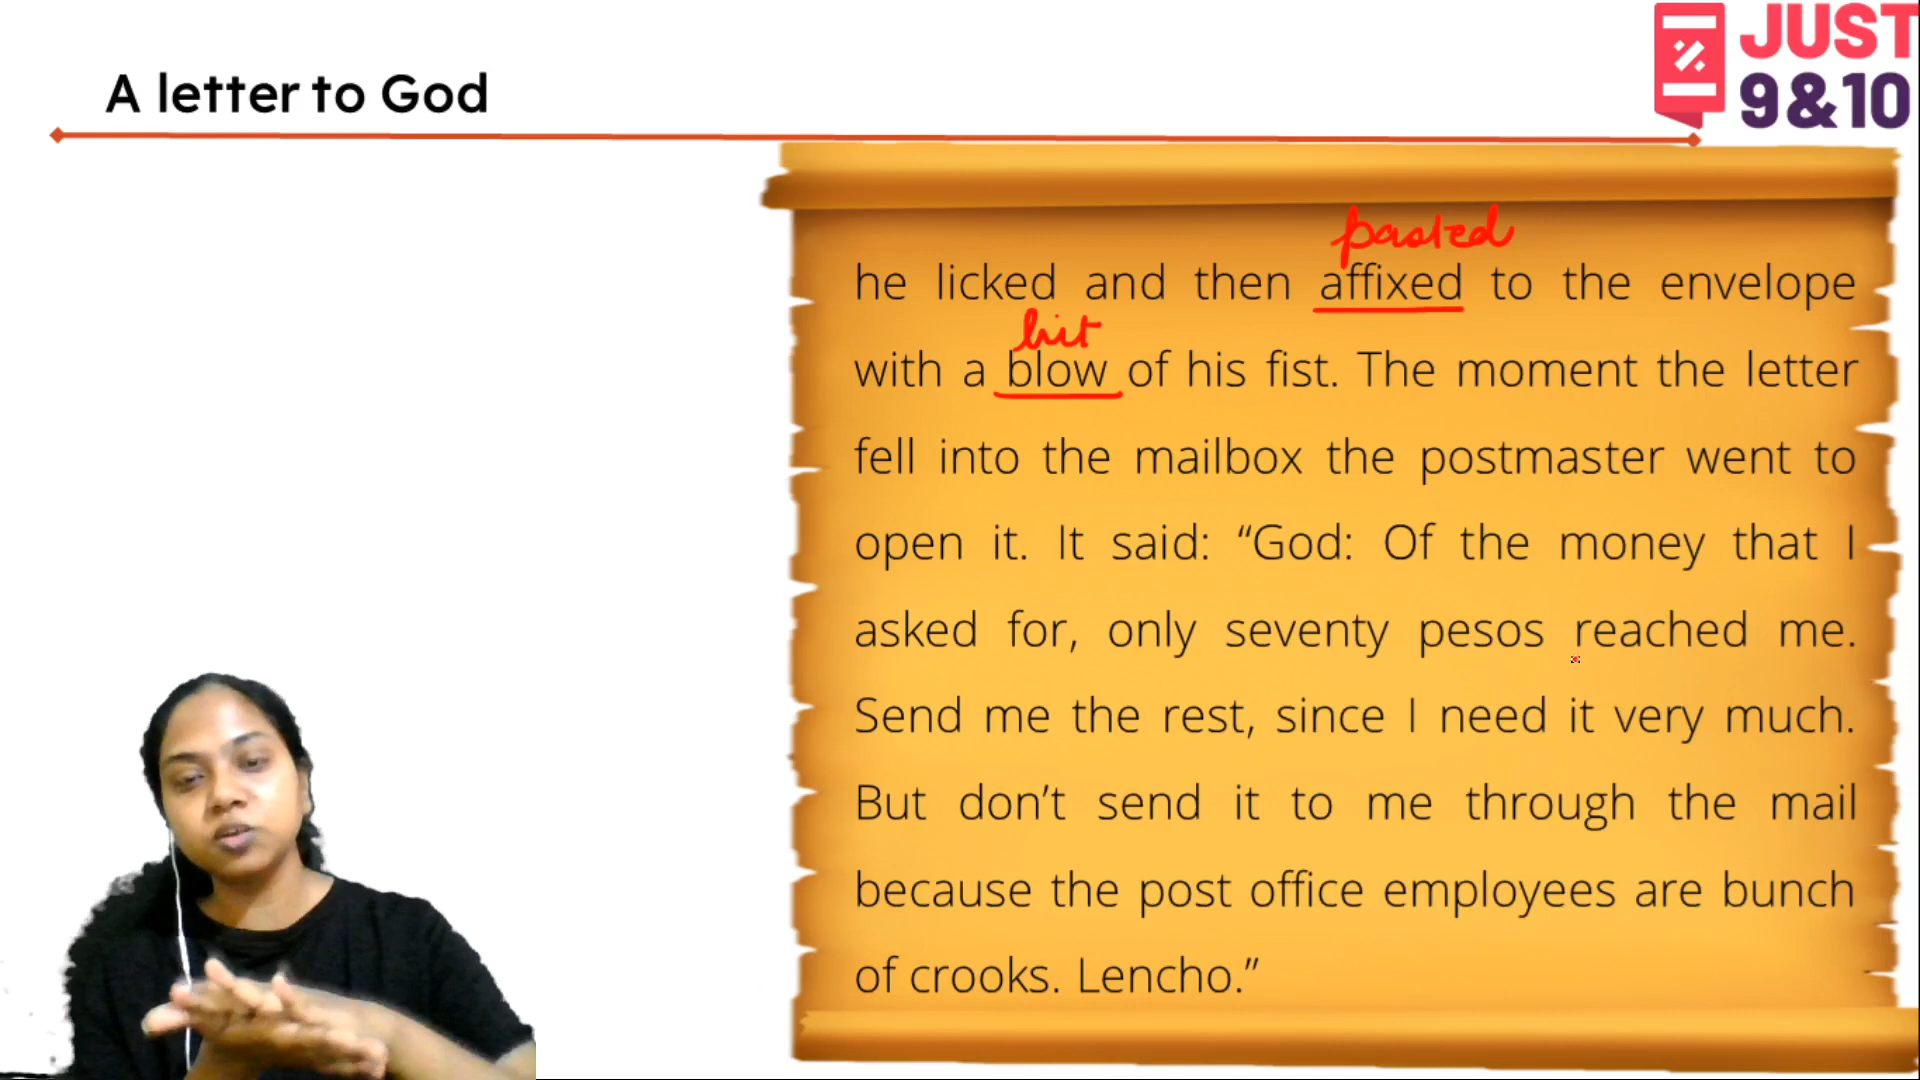 A letter to God
JUST
9&10
pasted
he licked and then affixed to the envelope
hit
with a blow of his fist. The moment the letter
fell into the mailbox the postmaster went to
open it. It said: “God: Of the money that I
asked for, only seventy pesos reached me.
Send me the rest, since I need it very much.
But don’t send it to me through the mail
because the post office employees are bunch
of crooks. Lencho.”